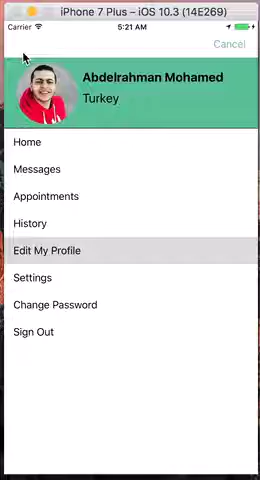 iPhone 7 Plus – iOS 10.3 (14E269)
Carrier 5:21 AM
Cancel
Abdelrahman Mohamed
Turkey
Home
Messages
Appointments
History
Edit My Profile
Settings
Change Password
Sign Out